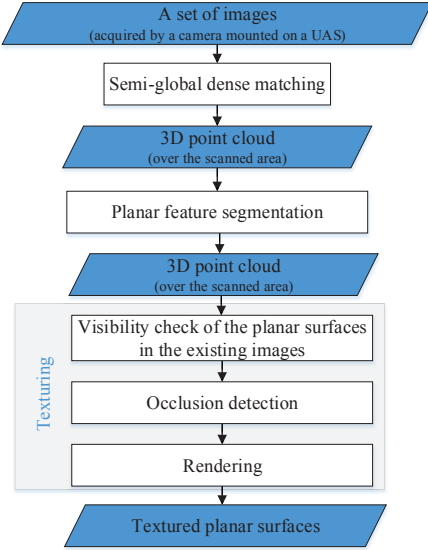 A set of images
(acquired by a camera mounted on a UAS)
Semi-global dense matching
3D point cloud
(over the scanned area)
Planar feature segmentation
3D point cloud
(over the scanned area)
Texturing
Visibility check of the planar surfaces
in the existing images
Occlusion detection
Rendering
Textured planar surfaces